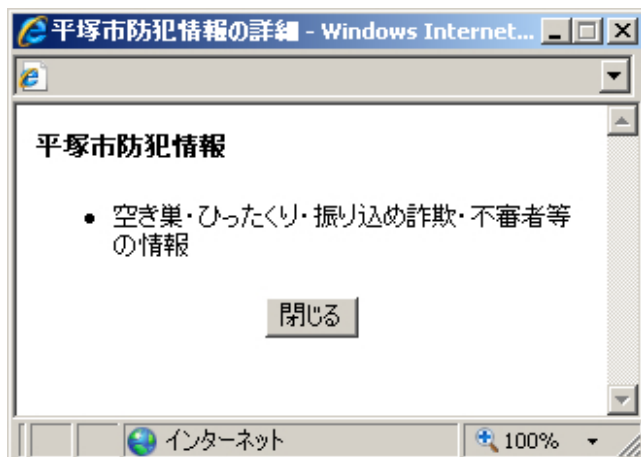 平塚市防犯情報の詳細 - Windows Internet...
平塚市防犯情報
• 空き巣・ひったくり・振り込め詐欺・不審者等
の情報
閉じる
インターネット
100%